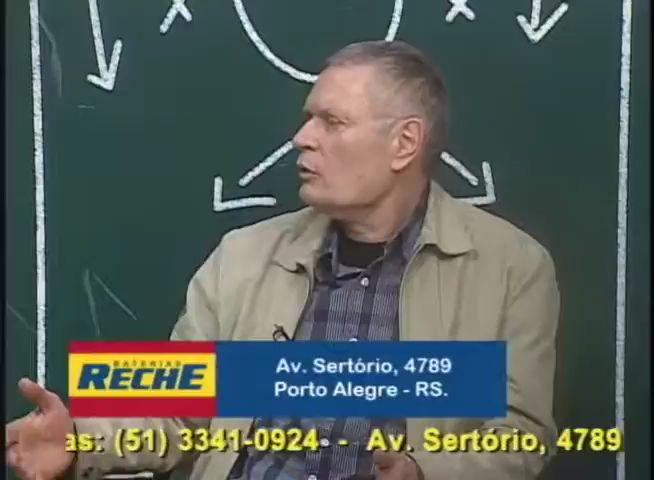 BATERIAS
RECHE
Av. Sertório, 4789
Porto Alegre - RS.
as: (51) 3341-0924 - Av. Sertório, 4789